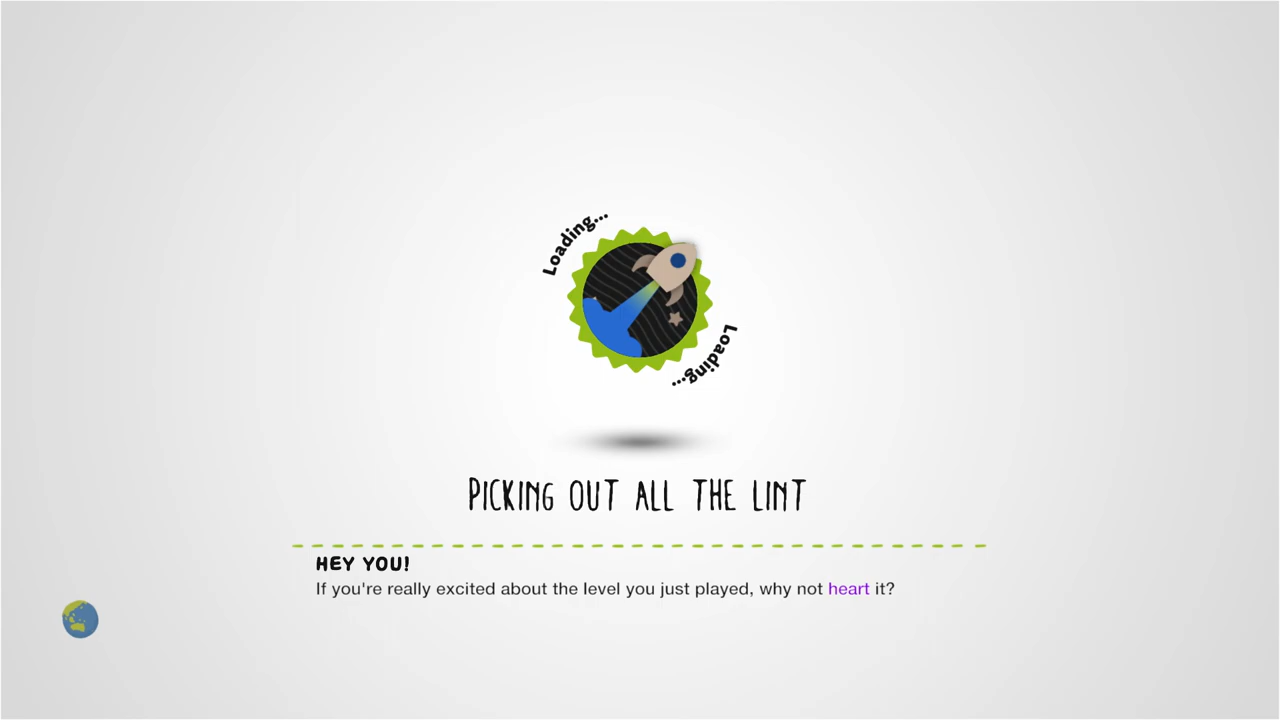 Loading...
Loading...
PICKING OUT ALL THE LINT
HEY YOU!
If you're really excited about the level you just played, why not heart it?